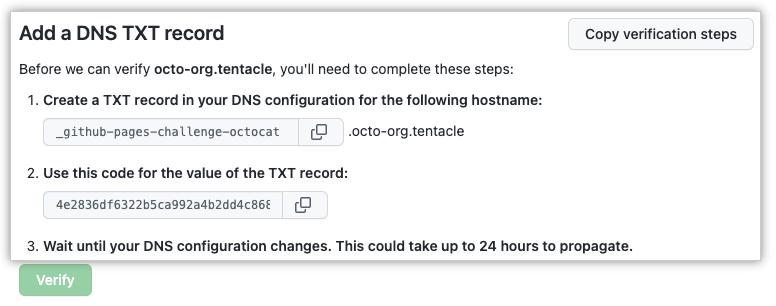 Add a DNS TXT record
Copy verification steps
Before we can verify octo-org.tentacle, you'll need to complete these steps:
1. Create a TXT record in your DNS configuration for the following hostname:
_github-pages-challenge-octocat .octo-org.tentacle
2. Use this code for the value of the TXT record:
4e2836df6322b5ca992a4b2dd4c868
3. Wait until your DNS configuration changes. This could take up to 24 hours to propagate.
Verify